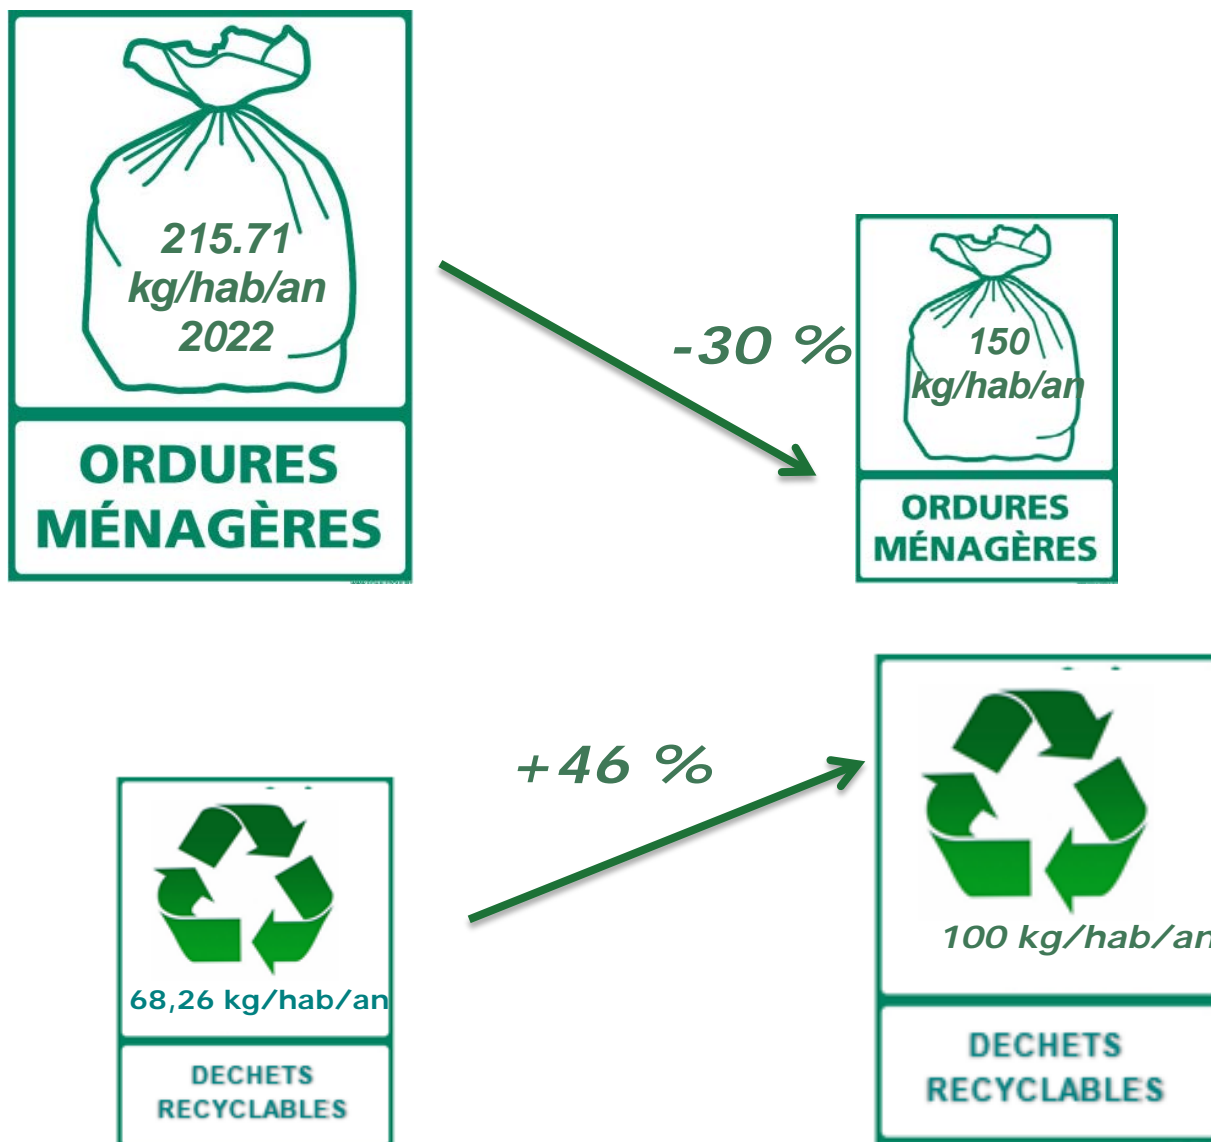 215.71
kg/hab/an
2022
ORDURES
MÉNAGÈRES
-30 %
150
kg/hab/an
ORDURES
MÉNAGÈRES
+46 %
68,26 kg/hab/an
DECHETS
RECYCLABLES
100 kg/hab/an
DECHETS
RECYCLABLES